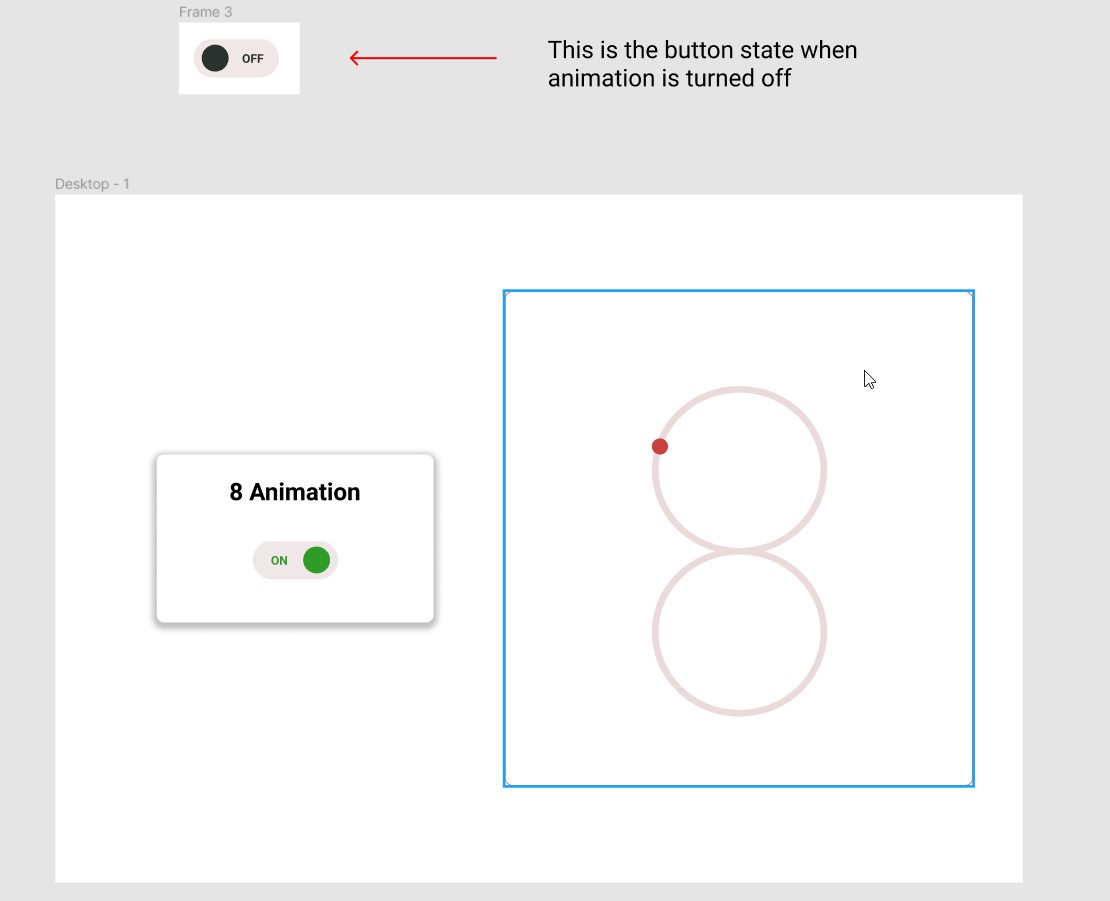 Frame 3
OFF
This is the button state when
animation is turned off
Desktop - 1
8 Animation
ON